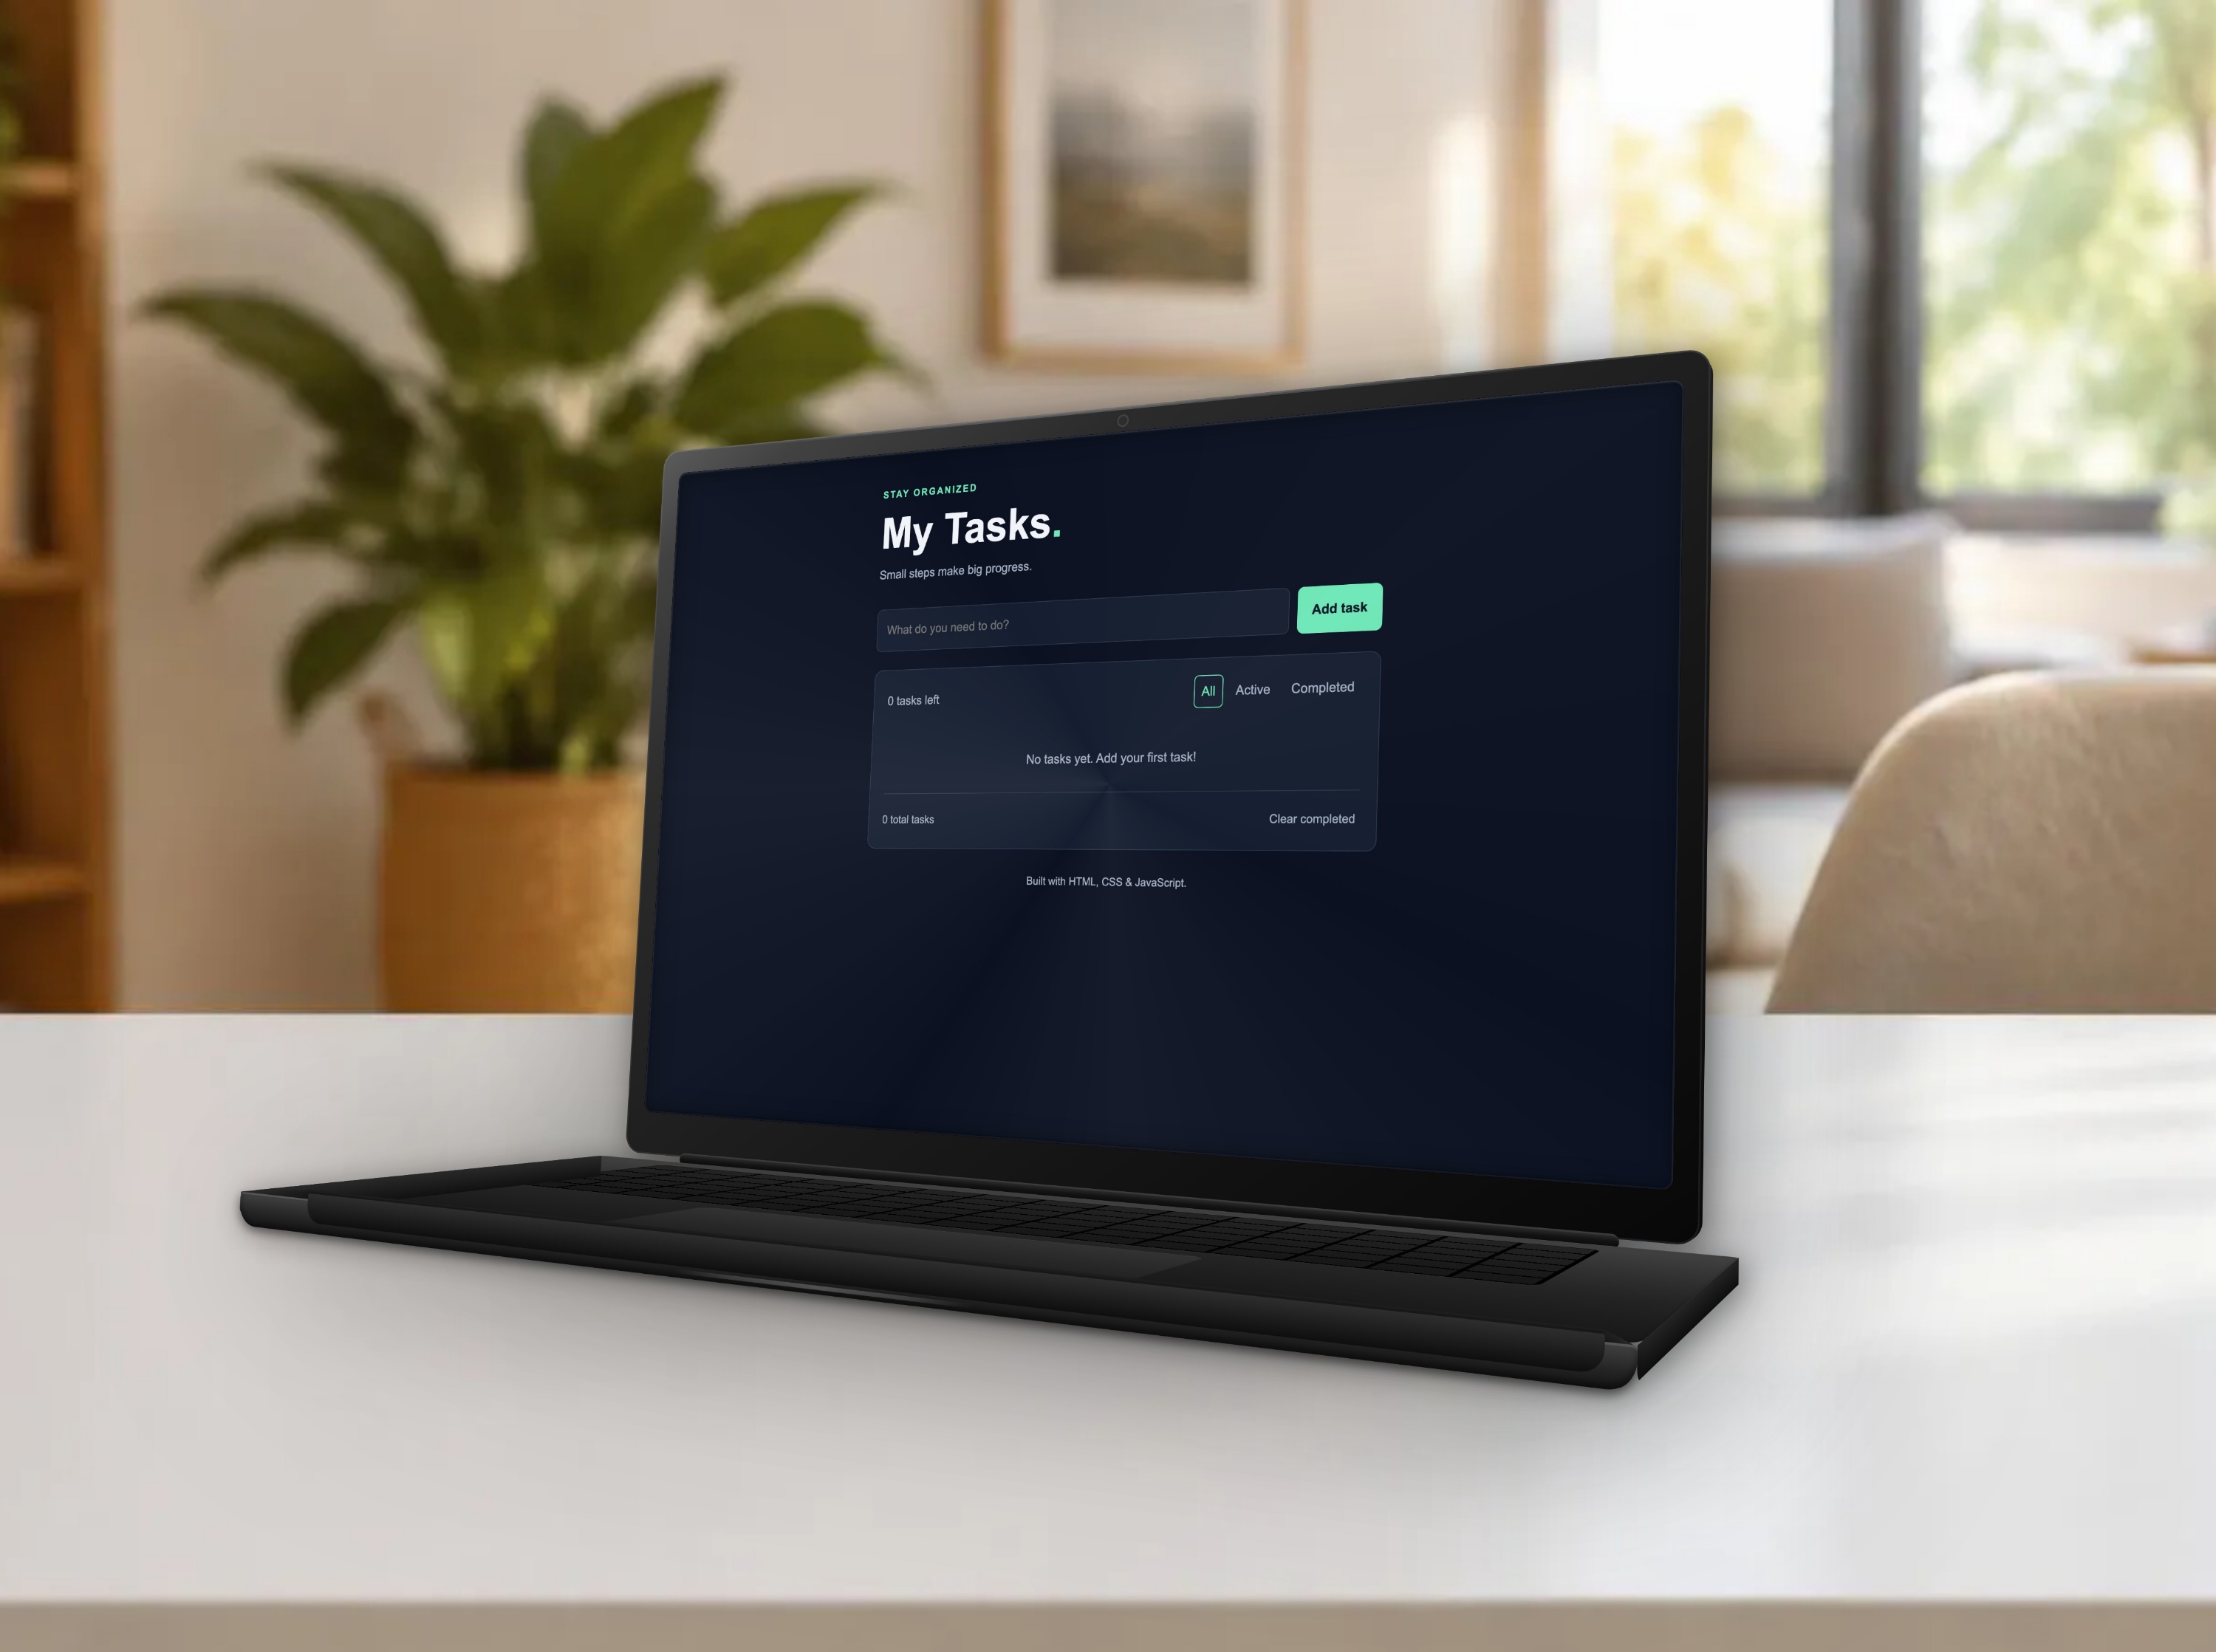 STAY ORGANIZED
My Tasks.
Small steps make big progress.
What do you need to do?
Add task
0 tasks left
All
Active
Completed
No tasks yet. Add your first task!
0 total tasks
Clear completed
Built with HTML, CSS & JavaScript.